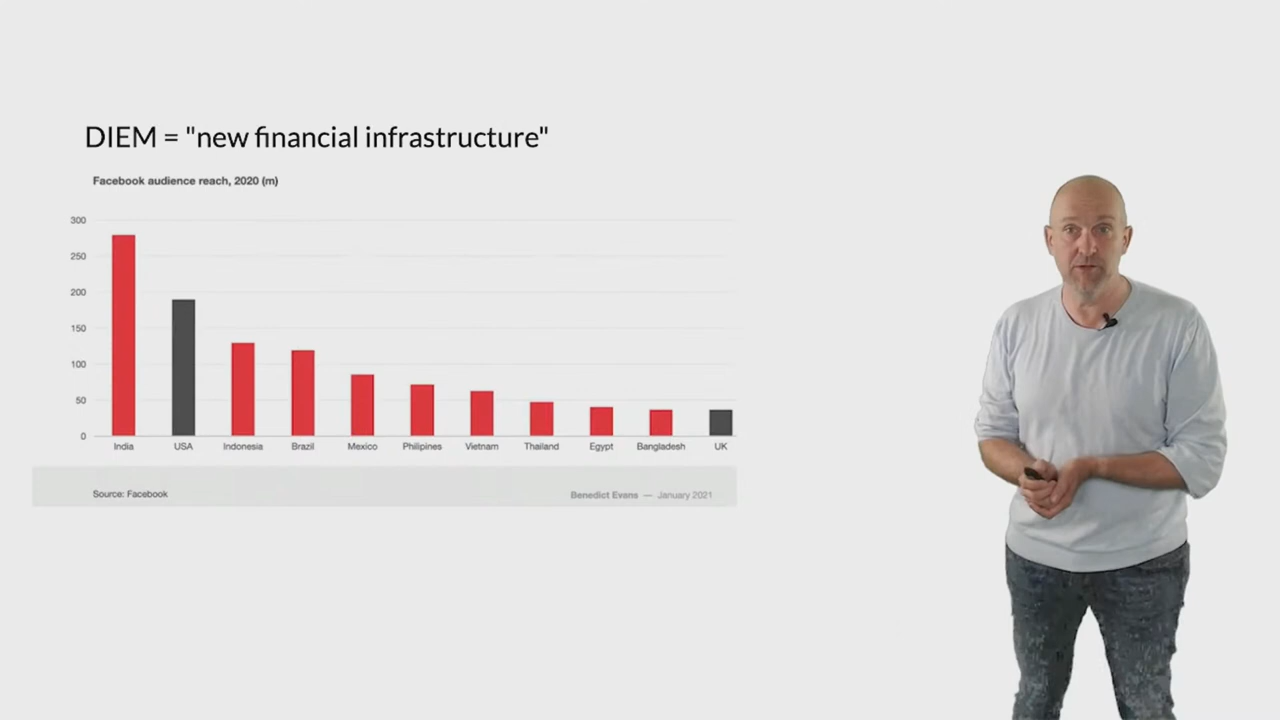 DIEM = "new financial infrastructure"
Facebook audience reach, 2020 (m)
300
250
200
150
100
50
0
India USA Indonesia Brazil Mexico Philipines Vietnam Thailand Egypt Bangladesh UK
Source: Facebook
Benedict Evans — January 2021